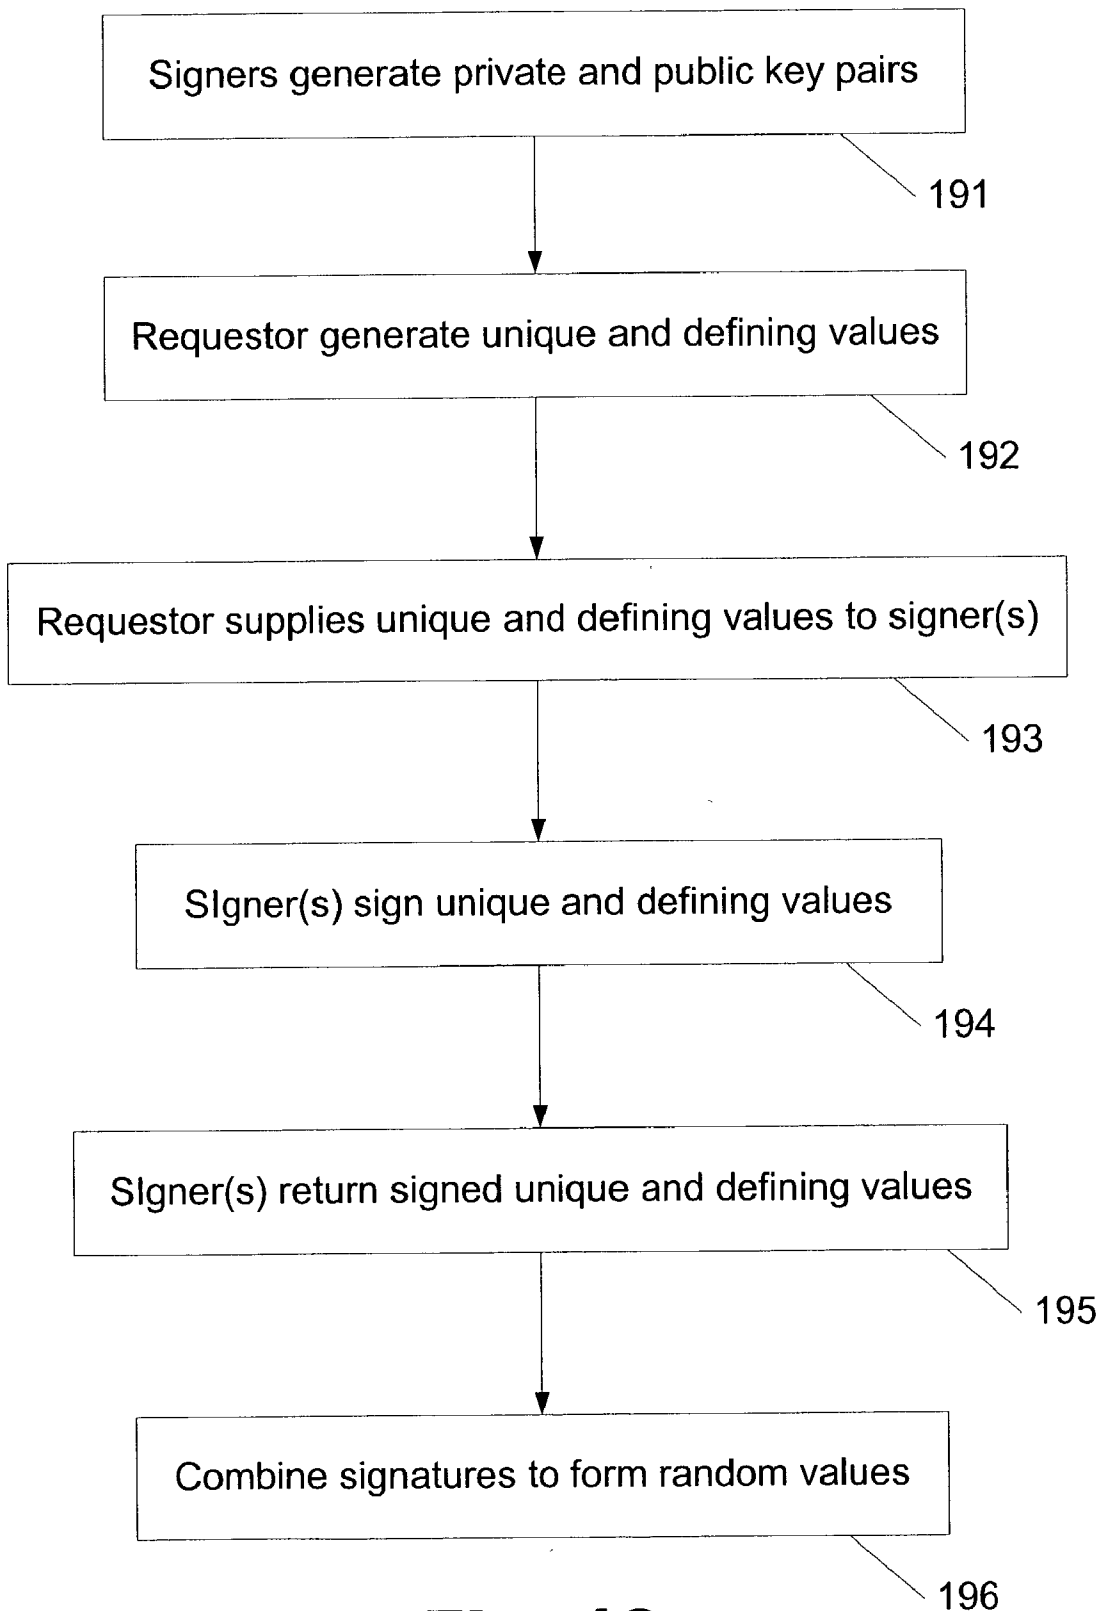 Signers generate private and public key pairs
191
Requestor generate unique and defining values
192
Requestor supplies unique and defining values to signer(s)
193
SIgner(s) sign unique and defining values
194
SIgner(s) return signed unique and defining values
195
Combine signatures to form random values
196